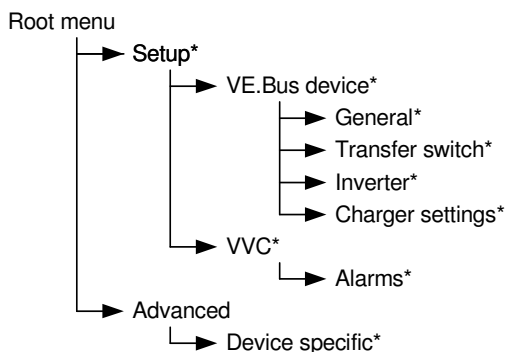 Root menu
Setup*
VE.Bus device*
General*
Transfer switch*
Inverter*
Charger settings*
VVC*
Alarms*
Advanced
Device specific*